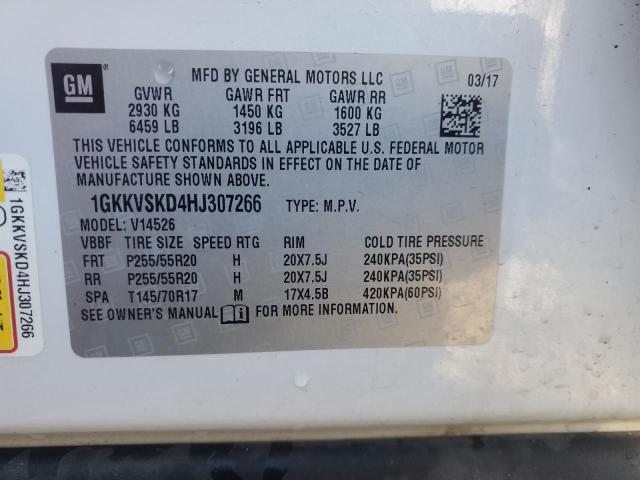 GM
MFD BY GENERAL MOTORS LLC
03/17
GVWR GAWR FRT GAWR RR
2930 KG 1450 KG 1600 KG
6459 LB 3196 LB 3527 LB
THIS VEHICLE CONFORMS TO ALL APPLICABLE U.S. FEDERAL MOTOR
VEHICLE SAFETY STANDARDS IN EFFECT ON THE DATE OF
MANUFACTURE SHOWN ABOVE.
1GKKVSKD4HJ307266 TYPE: M.P.V.
MODEL: V14526
VBBF TIRE SIZE SPEED RTG RIM COLD TIRE PRESSURE
FRT P255/55R20 H 20X7.5J 240KPA(35PSI)
RR P255/55R20 H 20X7.5J 240KPA(35PSI)
SPA T145/70R17 M 17X4.5B 420KPA(60PSI)
SEE OWNER'S MANUAL FOR MORE INFORMATION.
1GKKVSKD4HJ307266